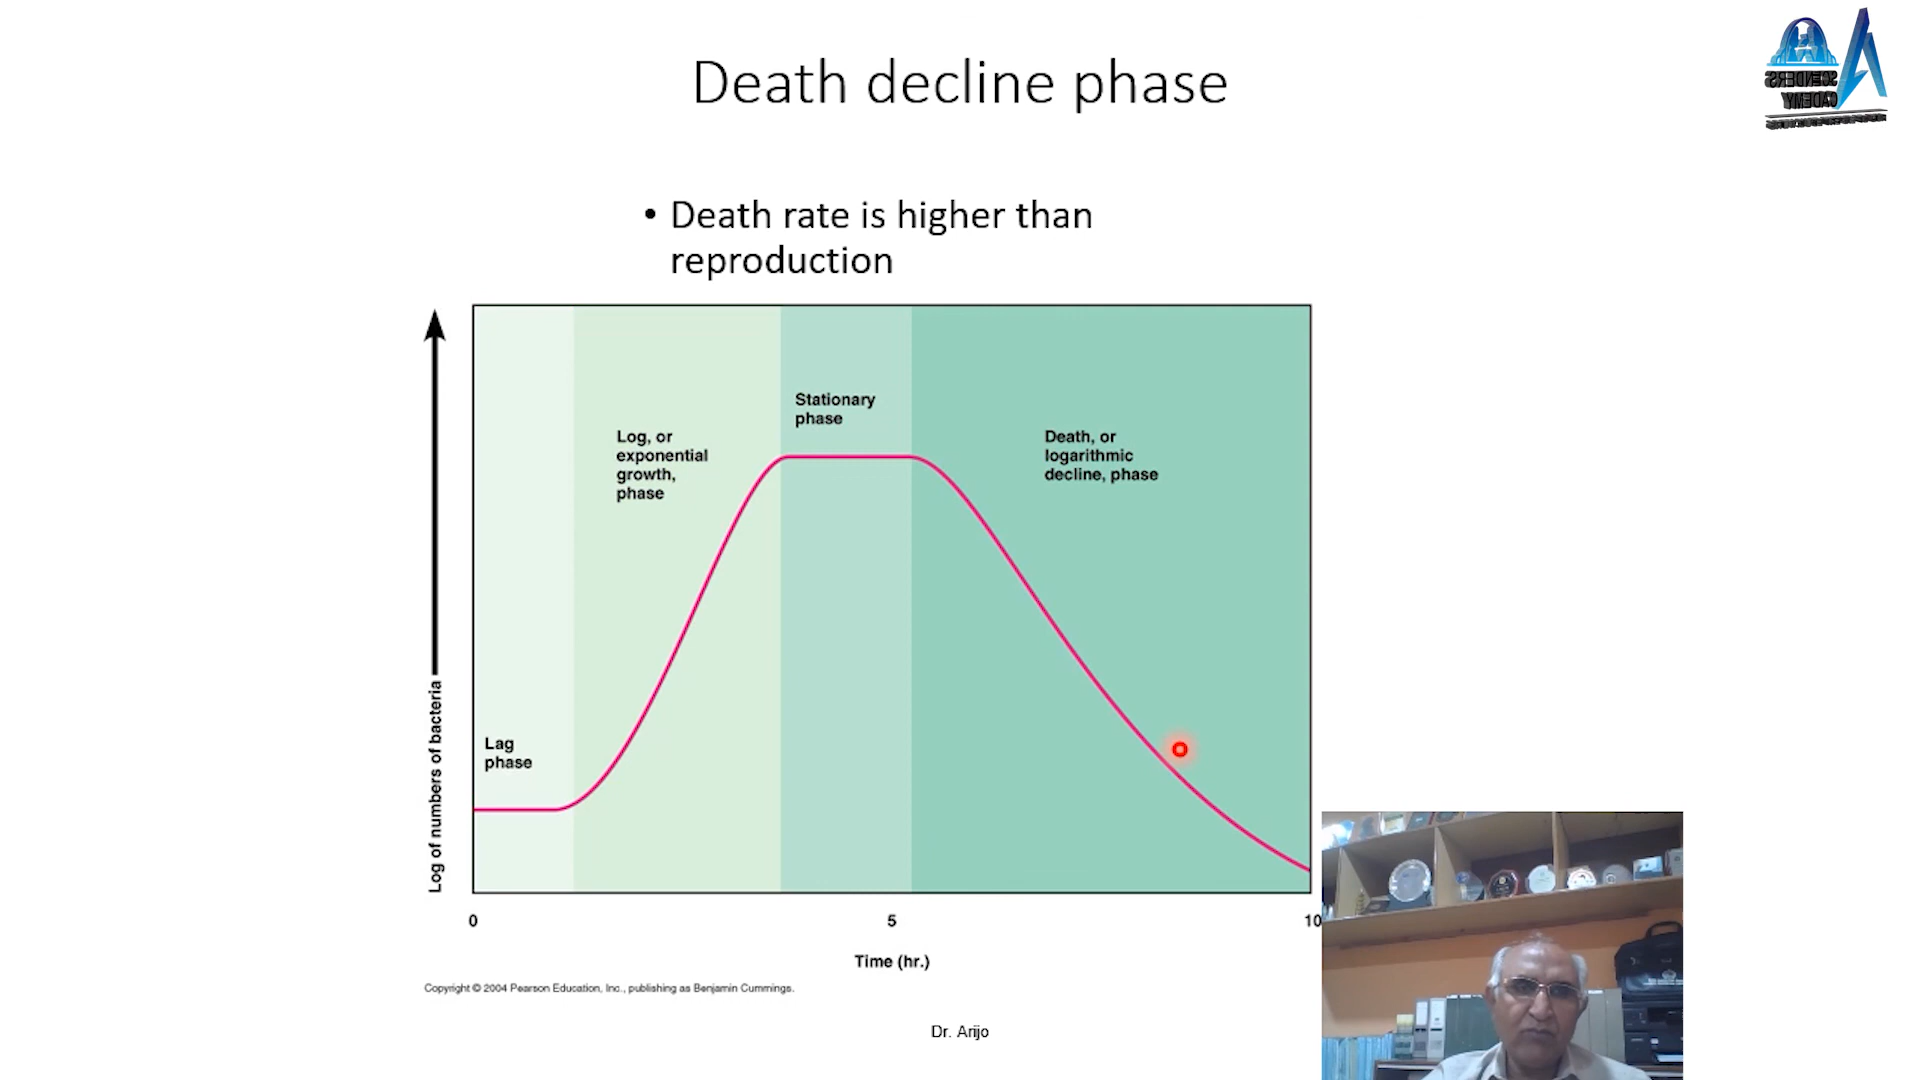 Death decline phase
• Death rate is higher than
reproduction
Stationary
phase
Log, or
exponential
growth,
phase
Death, or
logarithmic
decline, phase
Lag
phase
Log of numbers of bacteria
0
5
10
Time (hr.)
Copyright © 2004 Pearson Education, Inc., publishing as Benjamin Cummings.
Dr. Arijo
SCENDERS
CADEMY